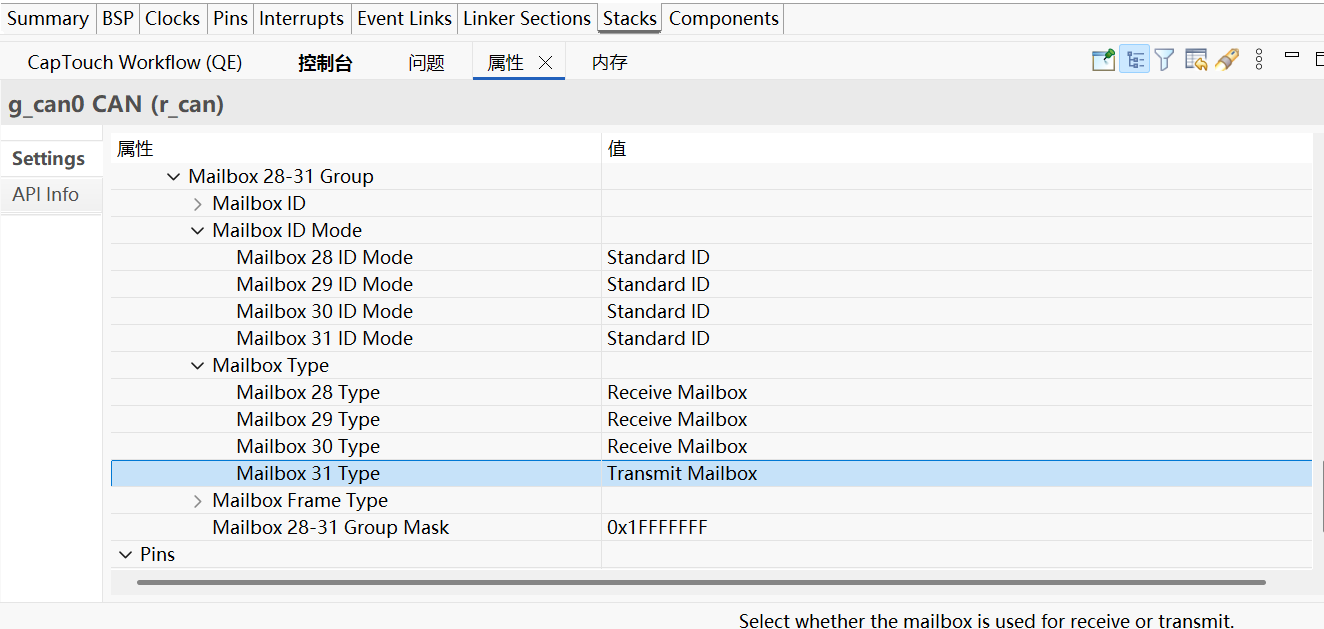 Summary BSP Clocks Pins Interrupts Event Links Linker Sections Stacks Components
CapTouch Workflow (QE) 控制台 问题 属性 内存
g_can0 CAN (r_can)
Settings
API Info
属性 值
Mailbox 28-31 Group
Mailbox ID
Mailbox ID Mode
Mailbox 28 ID Mode Standard ID
Mailbox 29 ID Mode Standard ID
Mailbox 30 ID Mode Standard ID
Mailbox 31 ID Mode Standard ID
Mailbox Type
Mailbox 28 Type Receive Mailbox
Mailbox 29 Type Receive Mailbox
Mailbox 30 Type Receive Mailbox
Mailbox 31 Type Transmit Mailbox
Mailbox Frame Type
Mailbox 28-31 Group Mask 0x1FFFFFFF
Pins
Select whether the mailbox is used for receive or transmit.